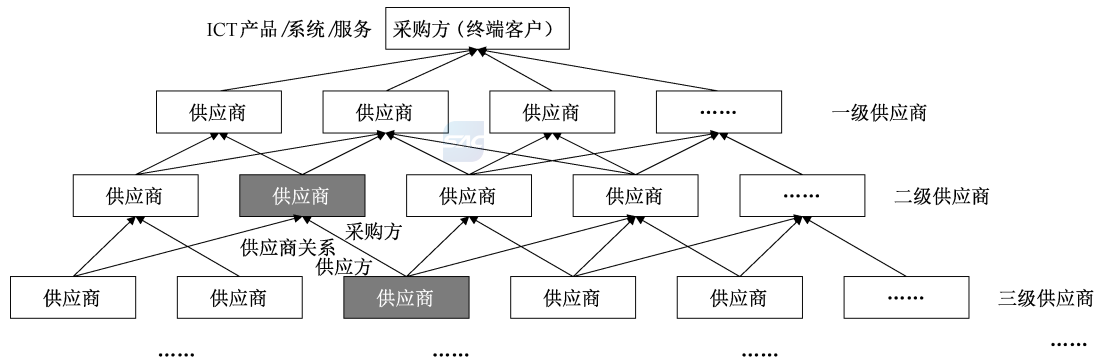 ICT产品/系统/服务 采购方（终端客户）
供应商 供应商 供应商 …… 一级供应商
供应商 供应商 供应商 供应商 …… 二级供应商
采购方
供应商关系
供应方
供应商 供应商 供应商 供应商 供应商 …… 三级供应商
…… …… …… ……